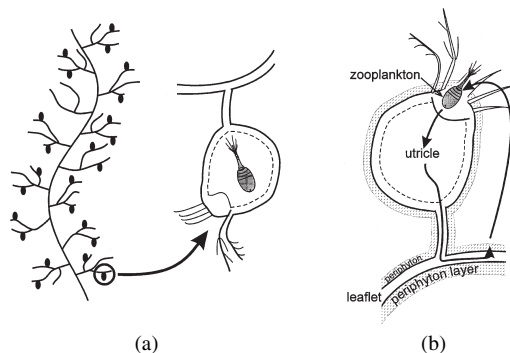 zooplankton
utricle
periphyton
leaflet
periphyton layer
(a)
(b)